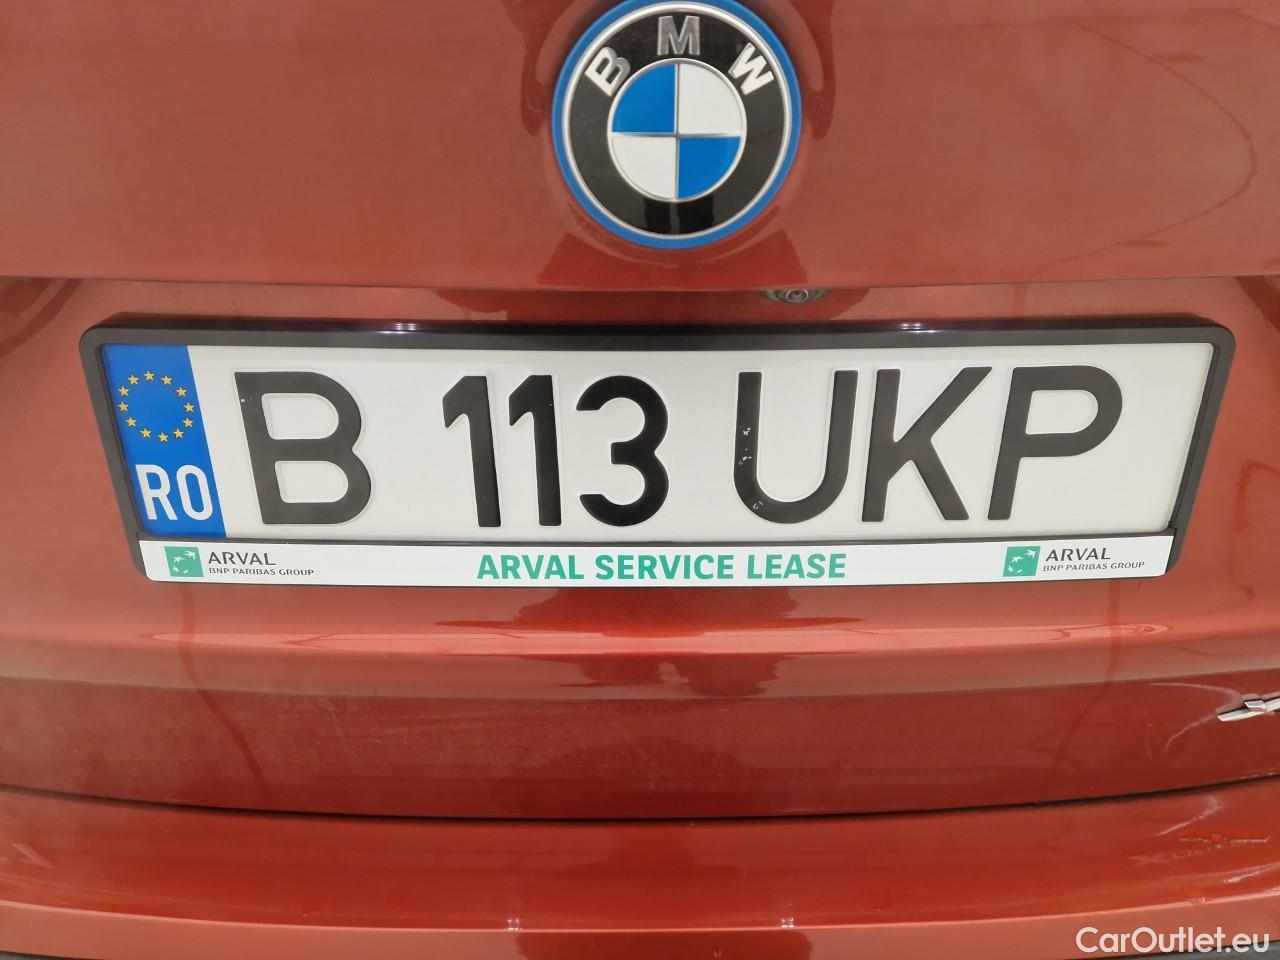 BMW
B 113 UKP
RO
ARVAL
BNP PARIBAS GROUP
ARVAL SERVICE LEASE
ARVAL
BNP PARIBAS GROUP
CarOutlet.eu